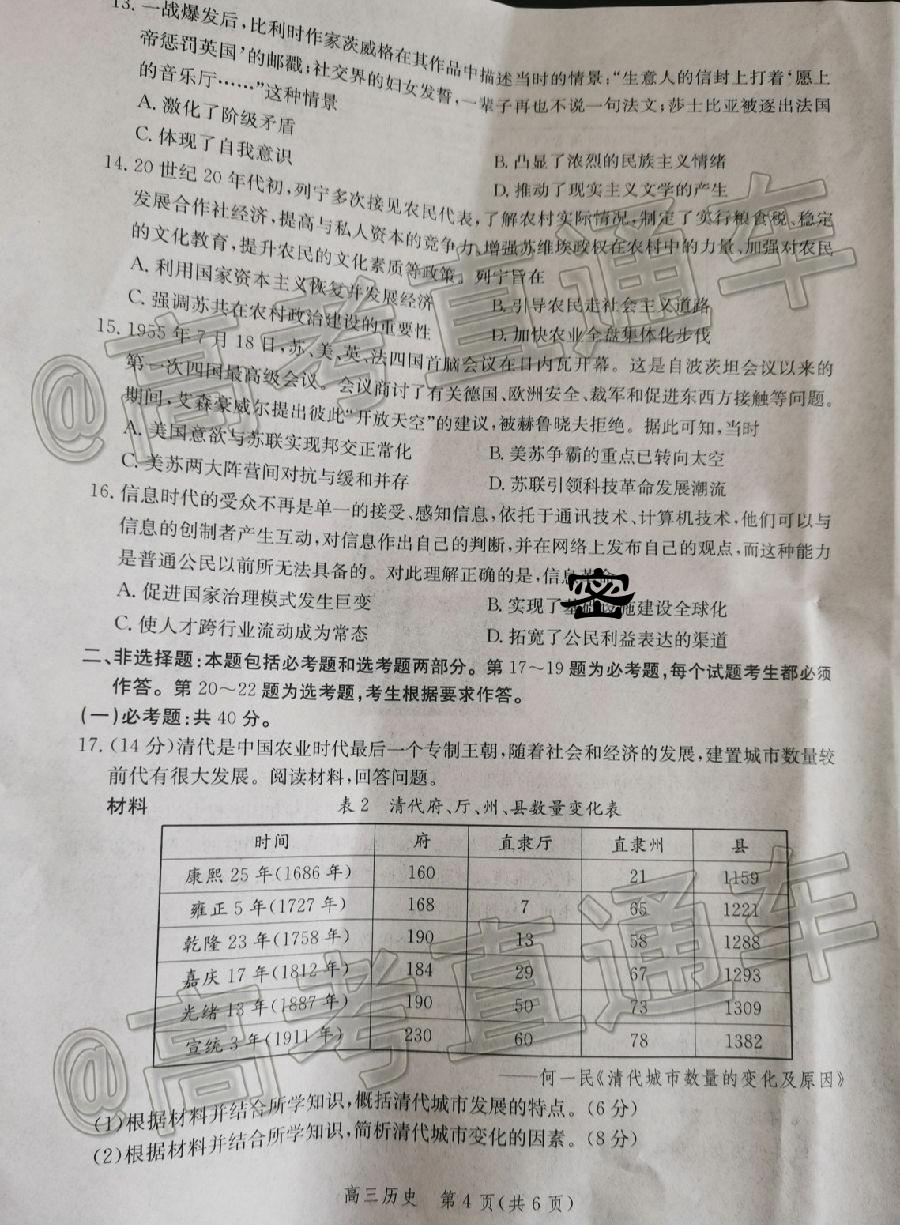 13. 一战爆发后，比利时作家茨威格在其作品中描述当时的情景：“生意人的信封上打着‘愿上
帝惩罚英国’的邮戳；社交界的妇女发誓，一辈子再也不说一句法文；莎士比亚被逐出法国
的音乐厅……”这种情景
A. 激化了阶级矛盾
B. 凸显了浓烈的民族主义情绪
C. 体现了自我意识
D. 推动了现实主义文学的产生
14. 20 世纪 20 年代初，列宁多次接见农民代表，了解农村实际情况，制定了实行粮食税、稳定
发展合作社经济，提高与私人资本的竞争力、增强苏维埃政权在农村中的力量、加强对农民
的文化教育，提升农民的文化素质等政策。列宁旨在
A. 利用国家资本主义恢复并发展经济
B. 引导农民走社会主义道路
C. 强调苏共在农村政治建设的重要性
D. 加快农业全盘集体化步伐
15. 1955 年 7 月 18 日，苏、美、英、法四国首脑会议在日内瓦开幕。这是自波茨坦会议以来的
第一次四国最高级会议。会议商讨了有关德国、欧洲安全、裁军和促进东西方接触等问题。
期间，艾森豪威尔提出彼此“开放天空”的建议，被赫鲁晓夫拒绝。据此可知，当时
A. 美国意欲与苏联实现邦交正常化
B. 美苏争霸的重点已转向太空
C. 美苏两大阵营间对抗与缓和并存
D. 苏联引领科技革命发展潮流
16. 信息时代的受众不再是单一的接受、感知信息，依托于通讯技术、计算机技术，他们可以与
信息的创制者产生互动，对信息作出自己的判断，并在网络上发布自己的观点，而这种能力
是普通公民以前所无法具备的。对此理解正确的是，信息
密
A. 促进国家治理模式发生巨变
B. 实现了 施建设全球化
C. 使人才跨行业流动成为常态
D. 拓宽了公民利益表达的渠道
二、非选择题：本题包括必考题和选考题两部分。第 17～19 题为必考题，每个试题考生都必须
作答。第 20～22 题为选考题，考生根据要求作答。
(一)必考题：共 40 分。
17. (14 分)清代是中国农业时代最后一个专制王朝，随着社会和经济的发展，建置城市数量较
前代有很大发展。阅读材料，回答问题。
材料 表 2 清代府、厅、州、县数量变化表
时间 府 直隶厅 直隶州 县
康熙 25 年(1686 年) 160 21 1159
雍正 5 年(1727 年) 168 7 65 1221
乾隆 23 年(1758 年) 190 13 58 1288
嘉庆 17 年(1812 年) 184 29 67 1293
光绪 13 年(1887 年) 190 50 73 1309
宣统 3 年(1911 年) 230 60 78 1382
——何一民《清代城市数量的变化及原因》
(1)根据材料并结合所学知识，概括清代城市发展的特点。(6 分)
(2)根据材料并结合所学知识，简析清代城市变化的因素。(8 分)
高三历史 第 4 页(共 6 页)
@高考直通车
@高考直通车